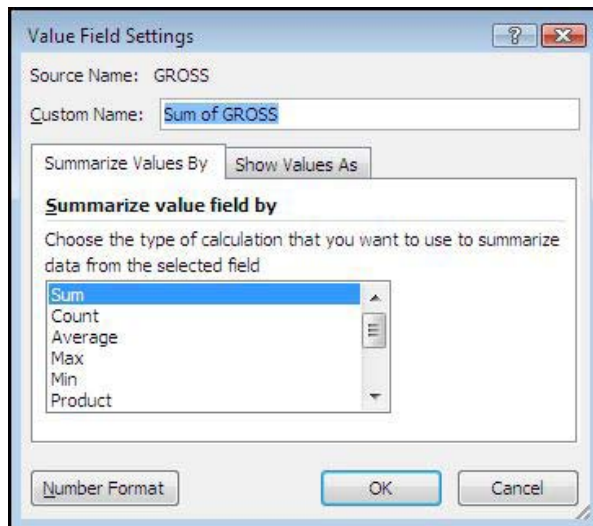 Value Field Settings
Source Name: GROSS
Custom Name: Sum of GROSS
Summarize Values By Show Values As
Summarize value field by
Choose the type of calculation that you want to use to summarize
data from the selected field
Sum
Count
Average
Max
Min
Product
Number Format OK Cancel